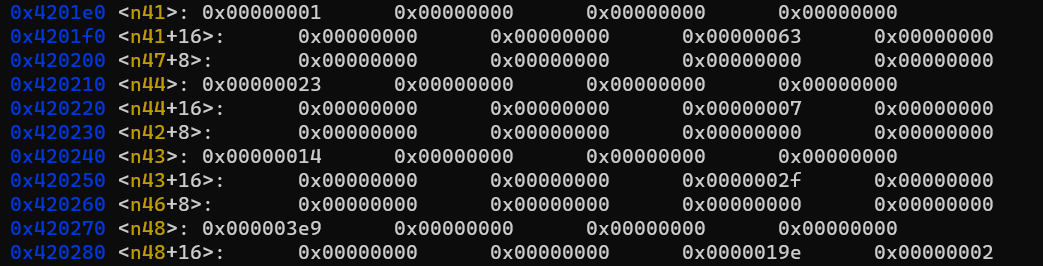 0x4201e0 <n41>: 0x00000001 0x00000000 0x00000000 0x00000000
0x4201f0 <n41+16>: 0x00000000 0x00000000 0x00000063 0x00000000
0x420200 <n47+8>: 0x00000000 0x00000000 0x00000000 0x00000000
0x420210 <n44>: 0x00000023 0x00000000 0x00000000 0x00000000
0x420220 <n44+16>: 0x00000000 0x00000000 0x00000007 0x00000000
0x420230 <n42+8>: 0x00000000 0x00000000 0x00000000 0x00000000
0x420240 <n43>: 0x00000014 0x00000000 0x00000000 0x00000000
0x420250 <n43+16>: 0x00000000 0x00000000 0x0000002f 0x00000000
0x420260 <n46+8>: 0x00000000 0x00000000 0x00000000 0x00000000
0x420270 <n48>: 0x000003e9 0x00000000 0x00000000 0x00000000
0x420280 <n48+16>: 0x00000000 0x00000000 0x0000019e 0x00000002